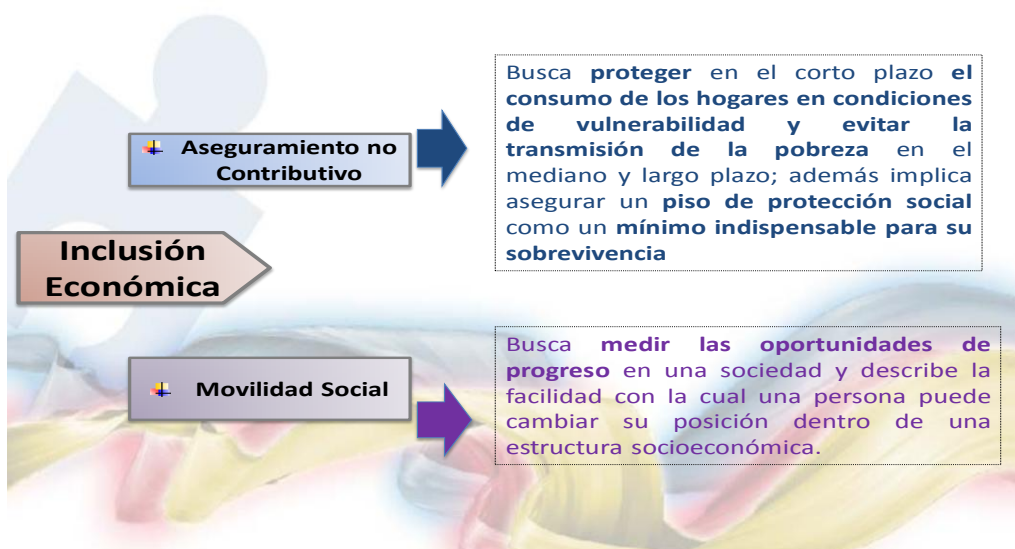 Inclusión
Económica
Aseguramiento no
Contributivo
Busca proteger en el corto plazo el
consumo de los hogares en condiciones
de vulnerabilidad y evitar la
transmisión de la pobreza en el
mediano y largo plazo; además implica
asegurar un piso de protección social
como un mínimo indispensable para su
sobrevivencia
Movilidad Social
Busca medir las oportunidades de
progreso en una sociedad y describe la
facilidad con la cual una persona puede
cambiar su posición dentro de una
estructura socioeconómica.